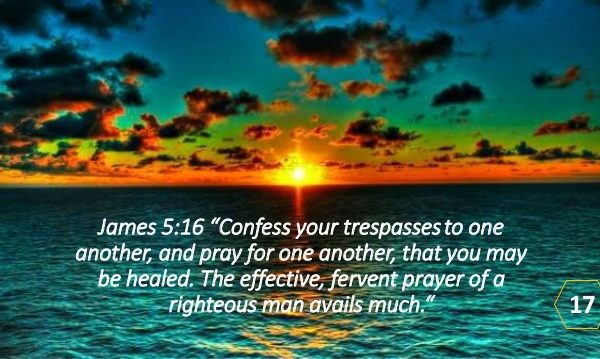 James 5:16 “Confess your trespasses to one
another, and pray for one another, that you may
be healed. The effective, fervent prayer of a
righteous man avails much.“
17